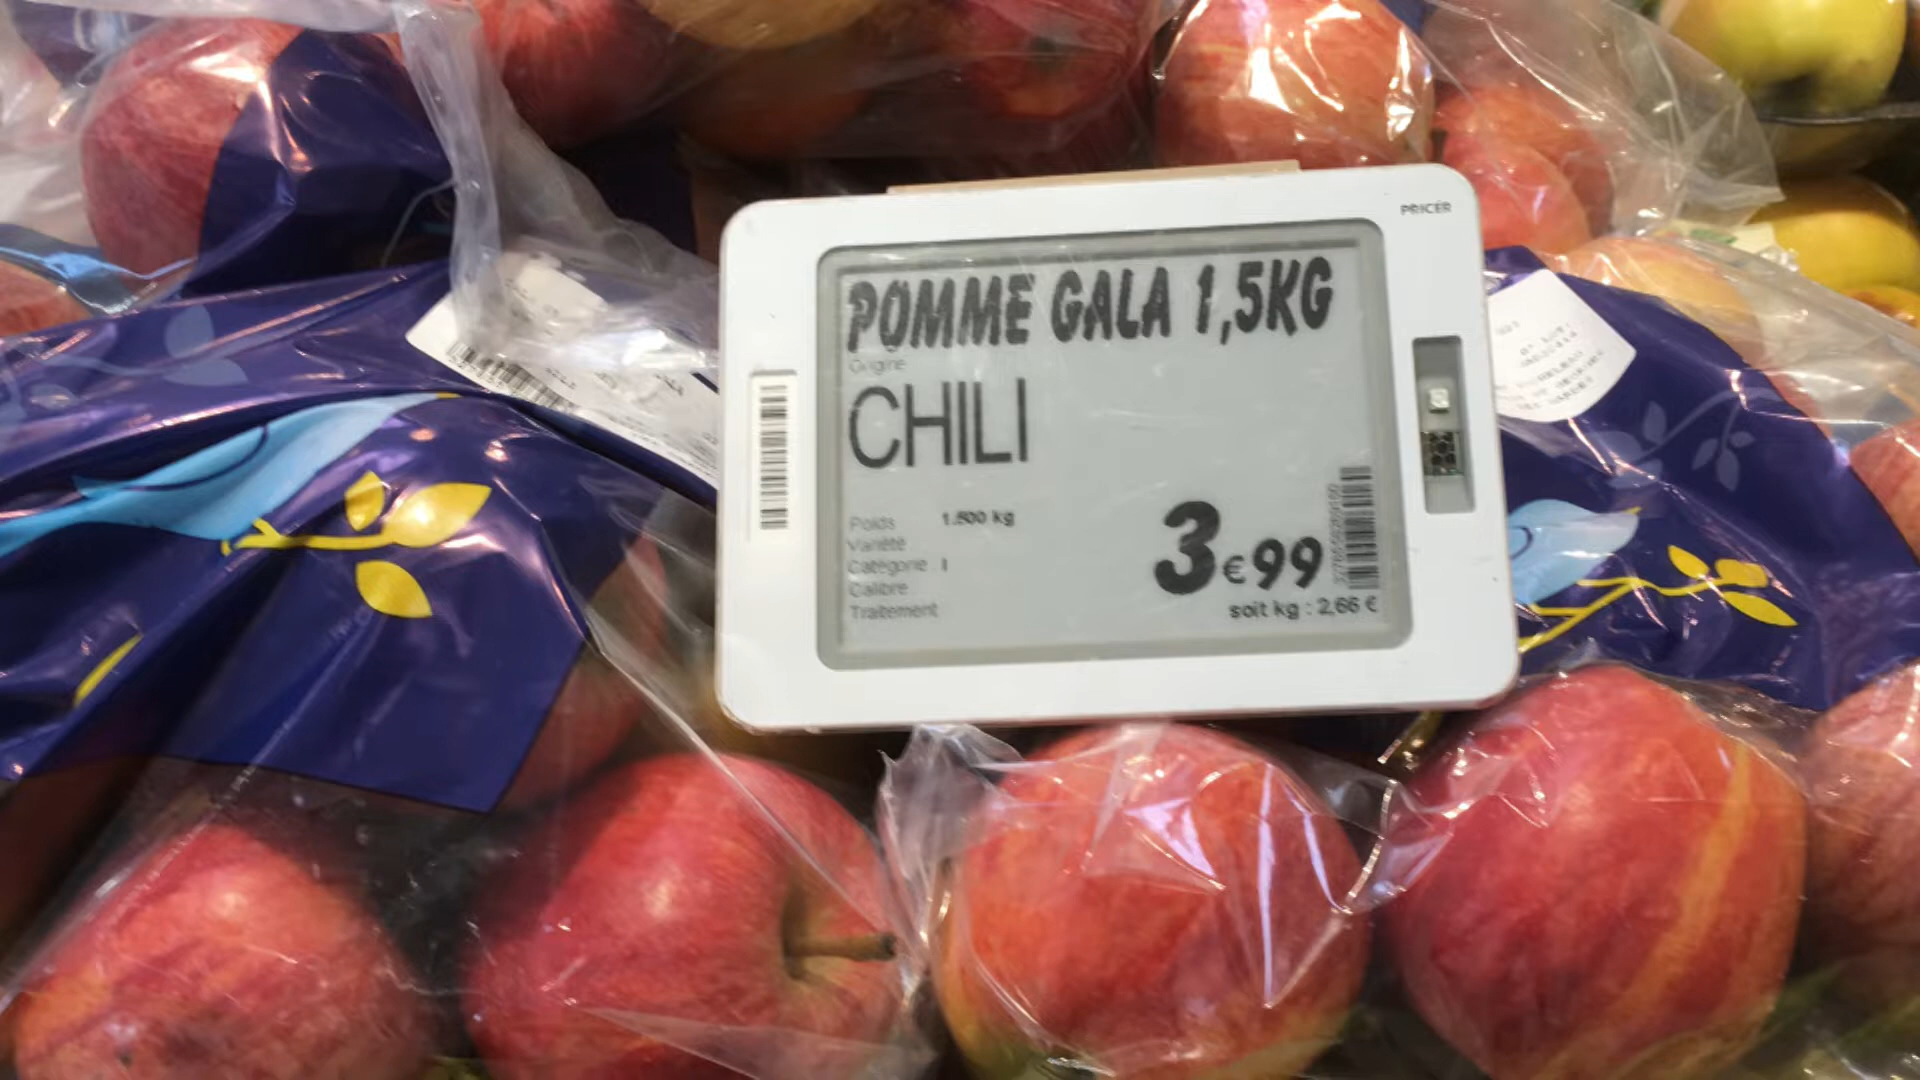 PRICER
POMME GALA 1,5KG
Origine
CHILI
Poids 1.500 kg
Variété
Catégorie I
Calibre
Traitement
3€99
soit kg : 2,66 €